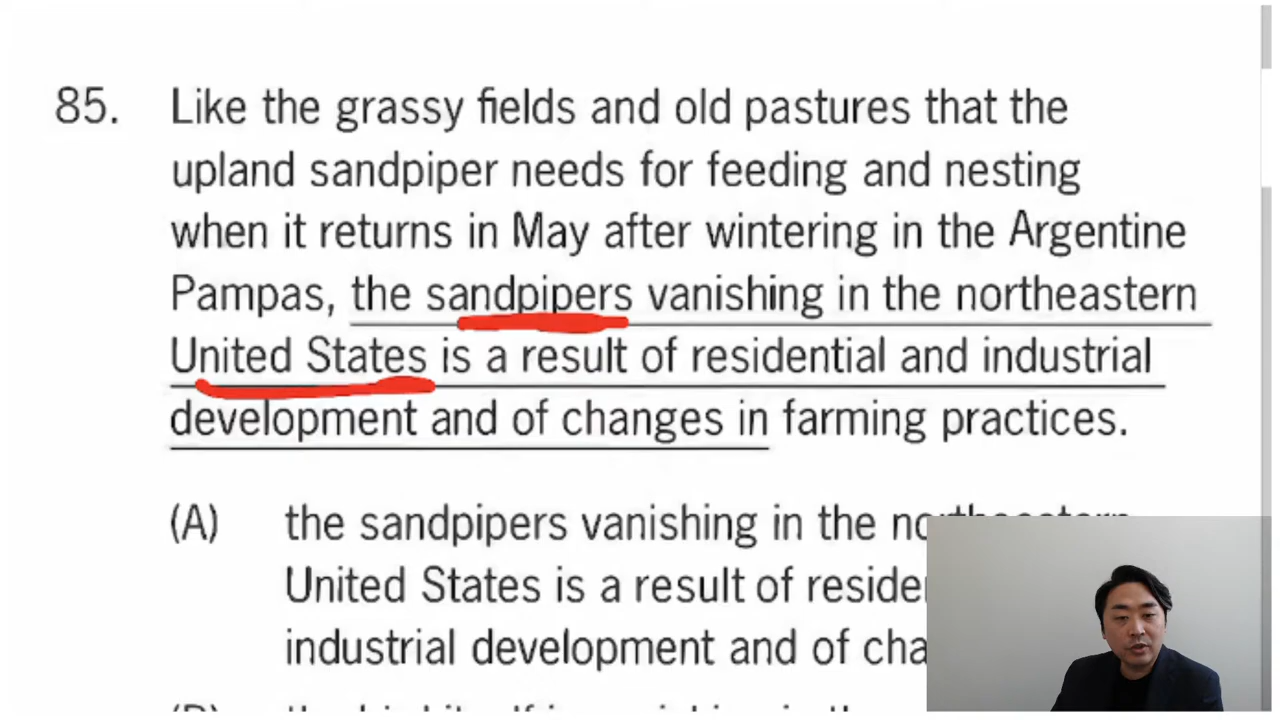 85. Like the grassy fields and old pastures that the
upland sandpiper needs for feeding and nesting
when it returns in May after wintering in the Argentine
Pampas, the sandpipers vanishing in the northeastern
United States is a result of residential and industrial
development and of changes in farming practices.
(A) the sandpipers vanishing in the
United States is a result of
industrial development and of